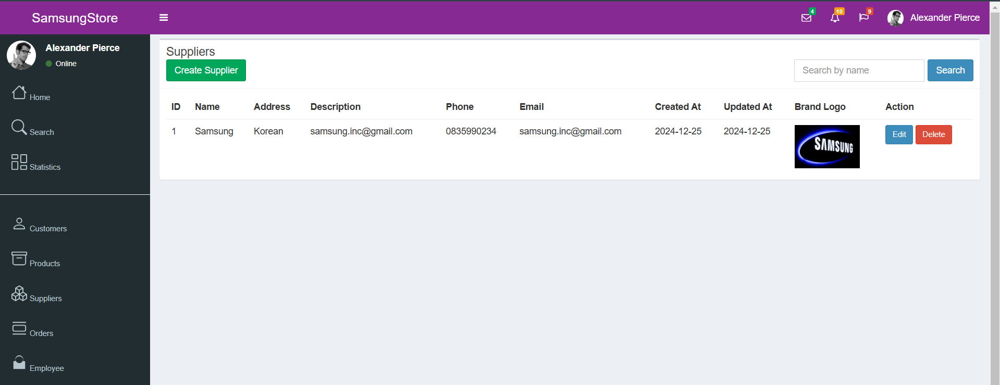 SamsungStore
4
10
9
Alexander Pierce
Alexander Pierce
Online
Home
Search
Statistics
Customers
Products
Suppliers
Orders
Employee
Suppliers
Create Supplier
Search by name
Search
ID Name Address Description Phone Email Created At Updated At Brand Logo Action
1 Samsung Korean samsung.inc@gmail.com 0835990234 samsung.inc@gmail.com 2024-12-25 2024-12-25 SAMSUNG Edit Delete